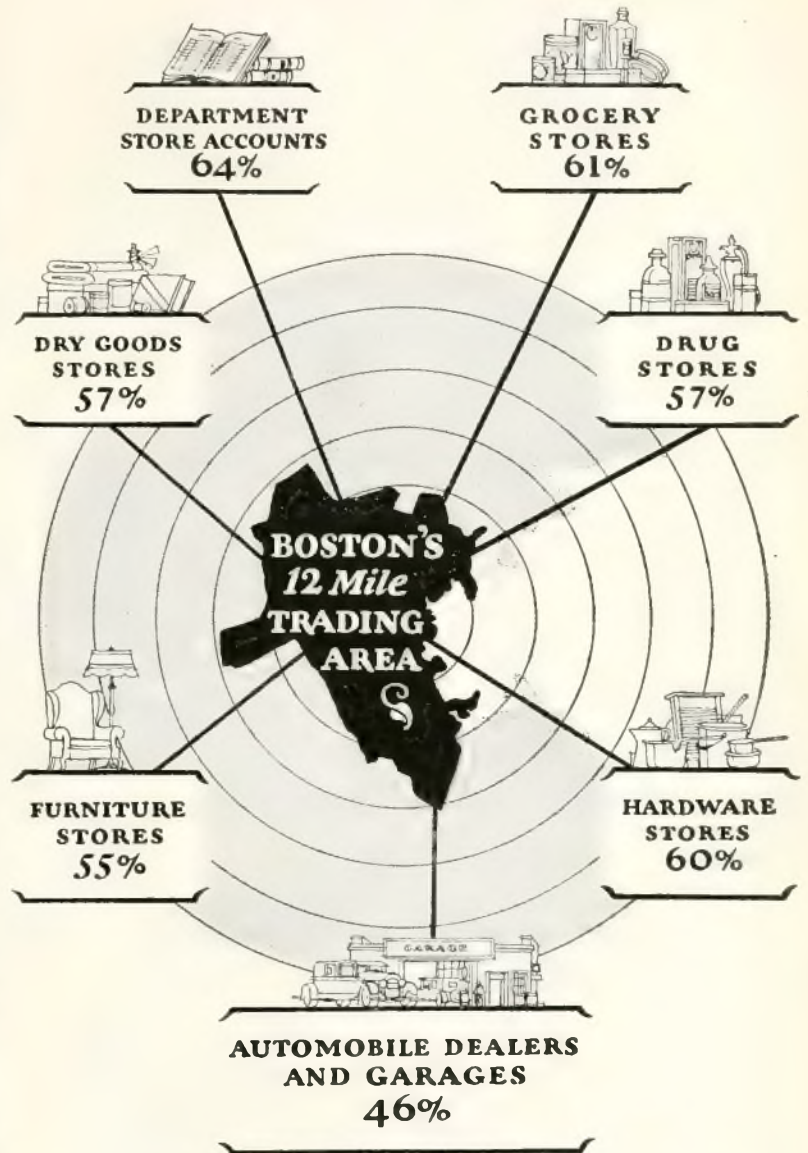 DEPARTMENT
STORE ACCOUNTS
64%
GROCERY
STORES
61%
DRY GOODS
STORES
57%
DRUG
STORES
57%
BOSTON'S
12 Mile
TRADING
AREA
FURNITURE
STORES
55%
HARDWARE
STORES
60%
GARAGE
AUTOMOBILE DEALERS
AND GARAGES
46%